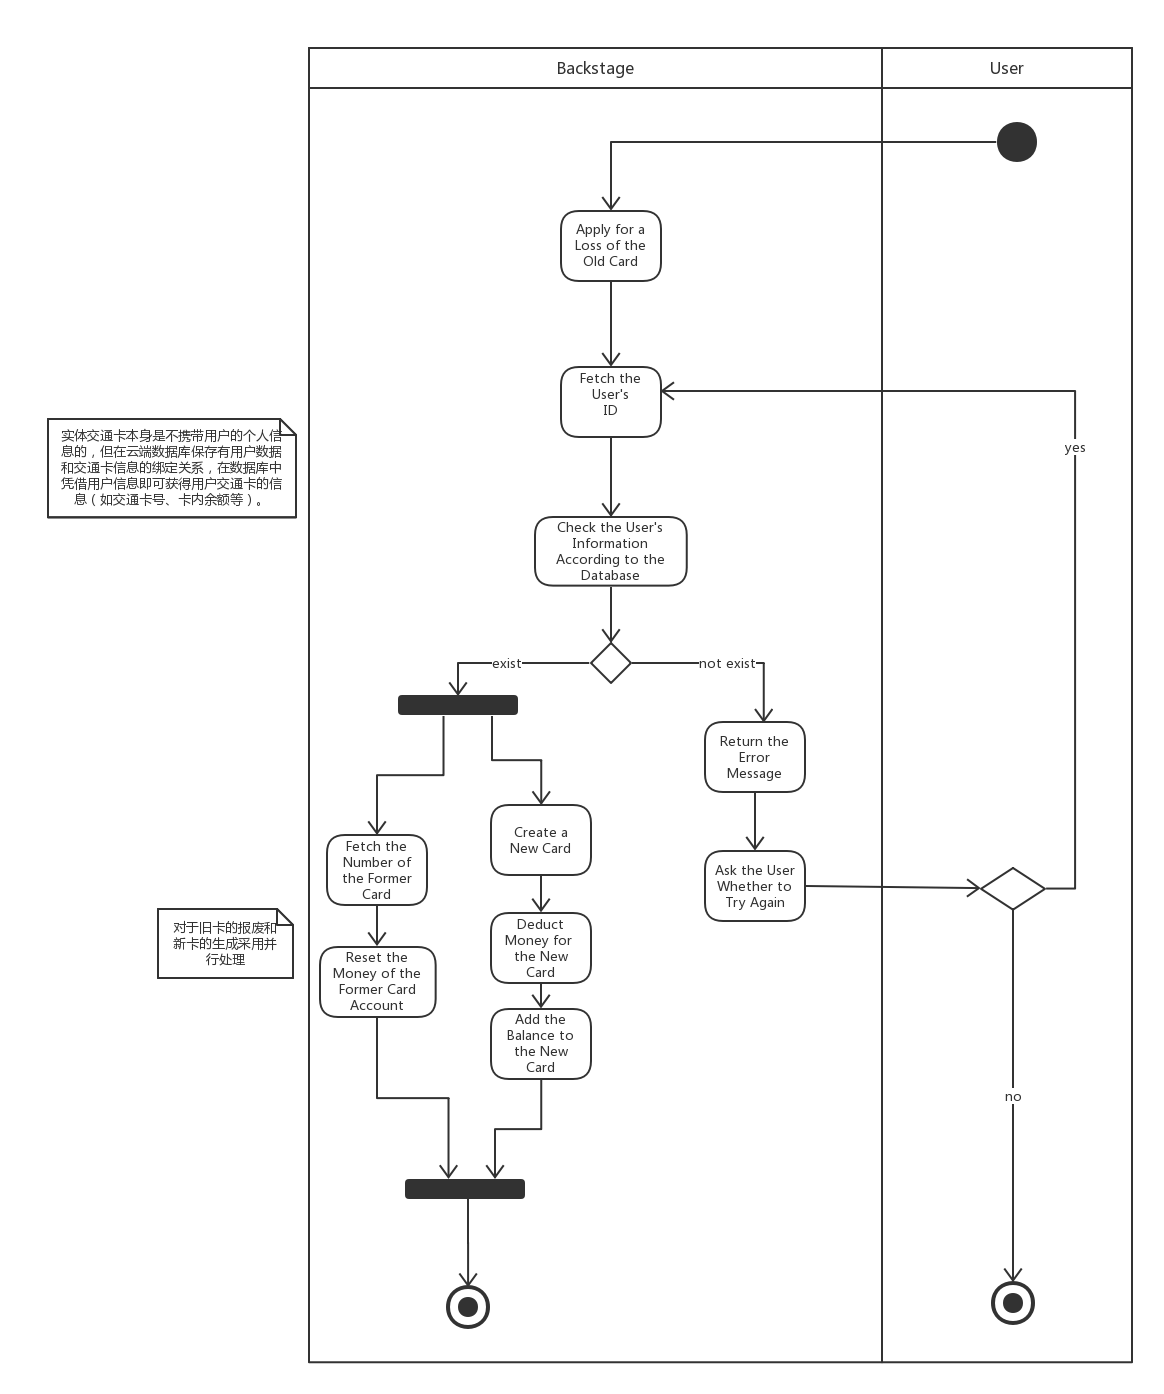 Backstage
User
Apply for a
Loss of the
Old Card
Fetch the
User's
ID
yes
实体交通卡本身是不携带用户的个人信
息的，但在云端数据库保存有用户数据
和交通卡信息的绑定关系，在数据库中
凭借用户信息即可获得用户交通卡的信
息（如交通卡号、卡内余额等）。
Check the User's
Information
According to the
Database
exist
not exist
Return the
Error
Message
Create a
New Card
Fetch the
Number of
the Former
Card
Ask the User
Whether to
Try Again
对于旧卡的报废和
新卡的生成采用并
行处理
Deduct
Money for
the New
Card
Reset the
Money of the
Former Card
Account
Add the
Balance to
the New
Card
no